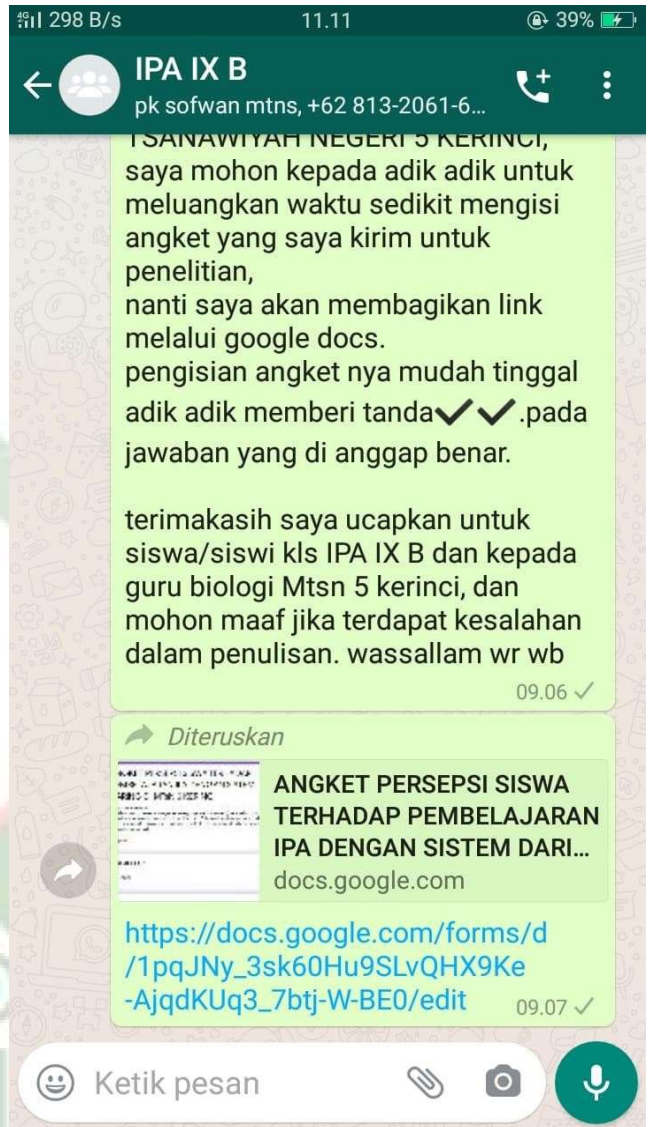 298 B/s 11.11 39%
IPA IX B
pk sofwan mtns, +62 813-2061-6...
TSANAWIYAH NEGERI 5 KERINCI,
saya mohon kepada adik adik untuk
meluangkan waktu sedikit mengisi
angket yang saya kirim untuk
penelitian,
nanti saya akan membagikan link
melalui google docs.
pengisian angket nya mudah tinggal
adik adik memberi tanda✔✔.pada
jawaban yang di anggap benar.
terimakasih saya ucapkan untuk
siswa/siswi kls IPA IX B dan kepada
guru biologi Mtsn 5 kerinci, dan
mohon maaf jika terdapat kesalahan
dalam penulisan. wassallam wr wb
09.06
Diteruskan
ANGKET PERSEPSI SISWA
TERHADAP PEMBELAJARAN
IPA DENGAN SISTEM DARI...
docs.google.com
https://docs.google.com/forms/d
/1pqJNy_3sk60Hu9SLvQHX9Ke
-AjqdKUq3_7btj-W-BE0/edit 09.07
Ketik pesan